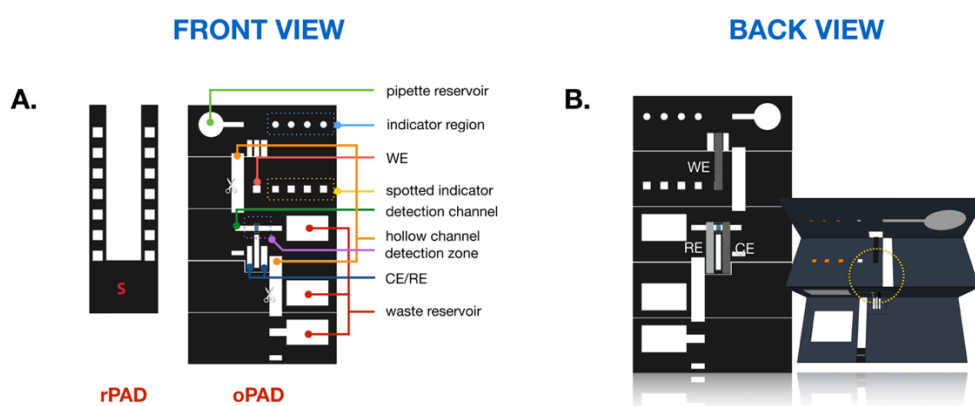 FRONT VIEW
BACK VIEW
A.
B.
pipette reservoir
indicator region
WE
spotted indicator
detection channel
hollow channel
detection zone
CE/RE
waste reservoir
S
rPAD
oPAD
WE
RE
CE